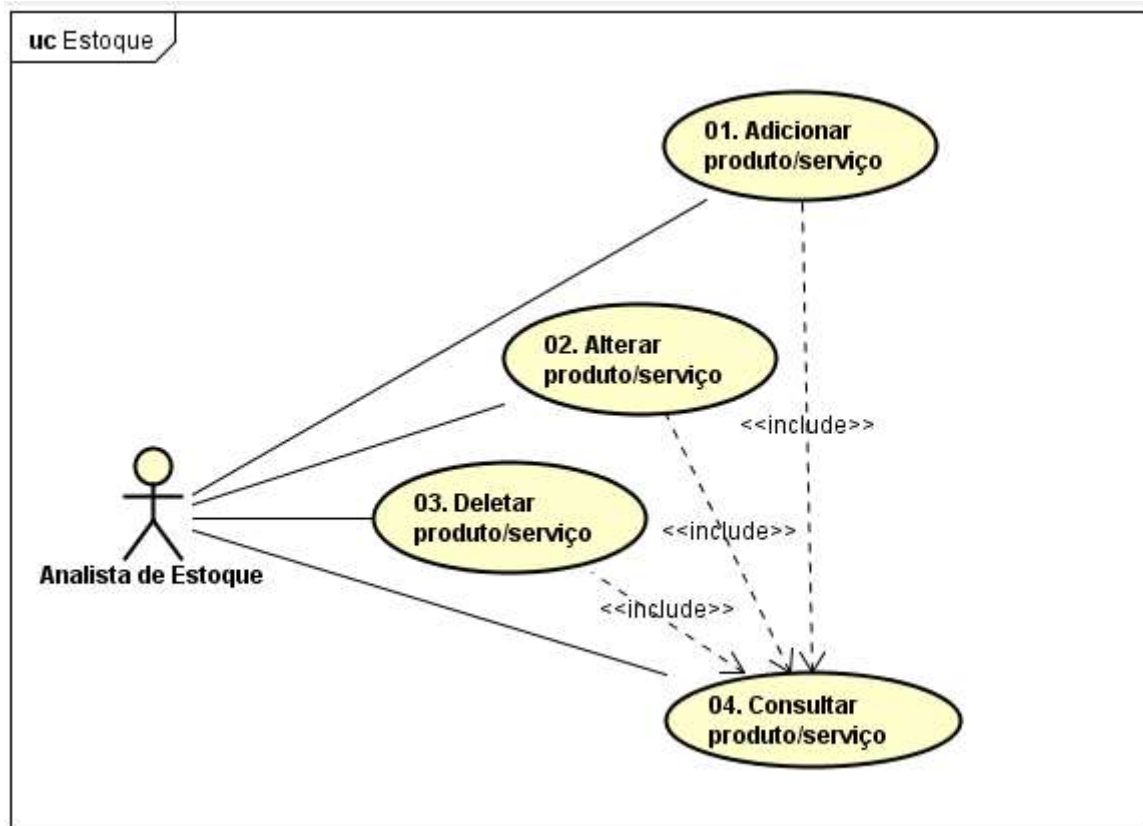 uc Estoque
01. Adicionar
produto/serviço
02. Alterar
produto/serviço
<<include>>
03. Deletar
produto/serviço
<<include>>
Analista de Estoque
<<include>>
04. Consultar
produto/serviço